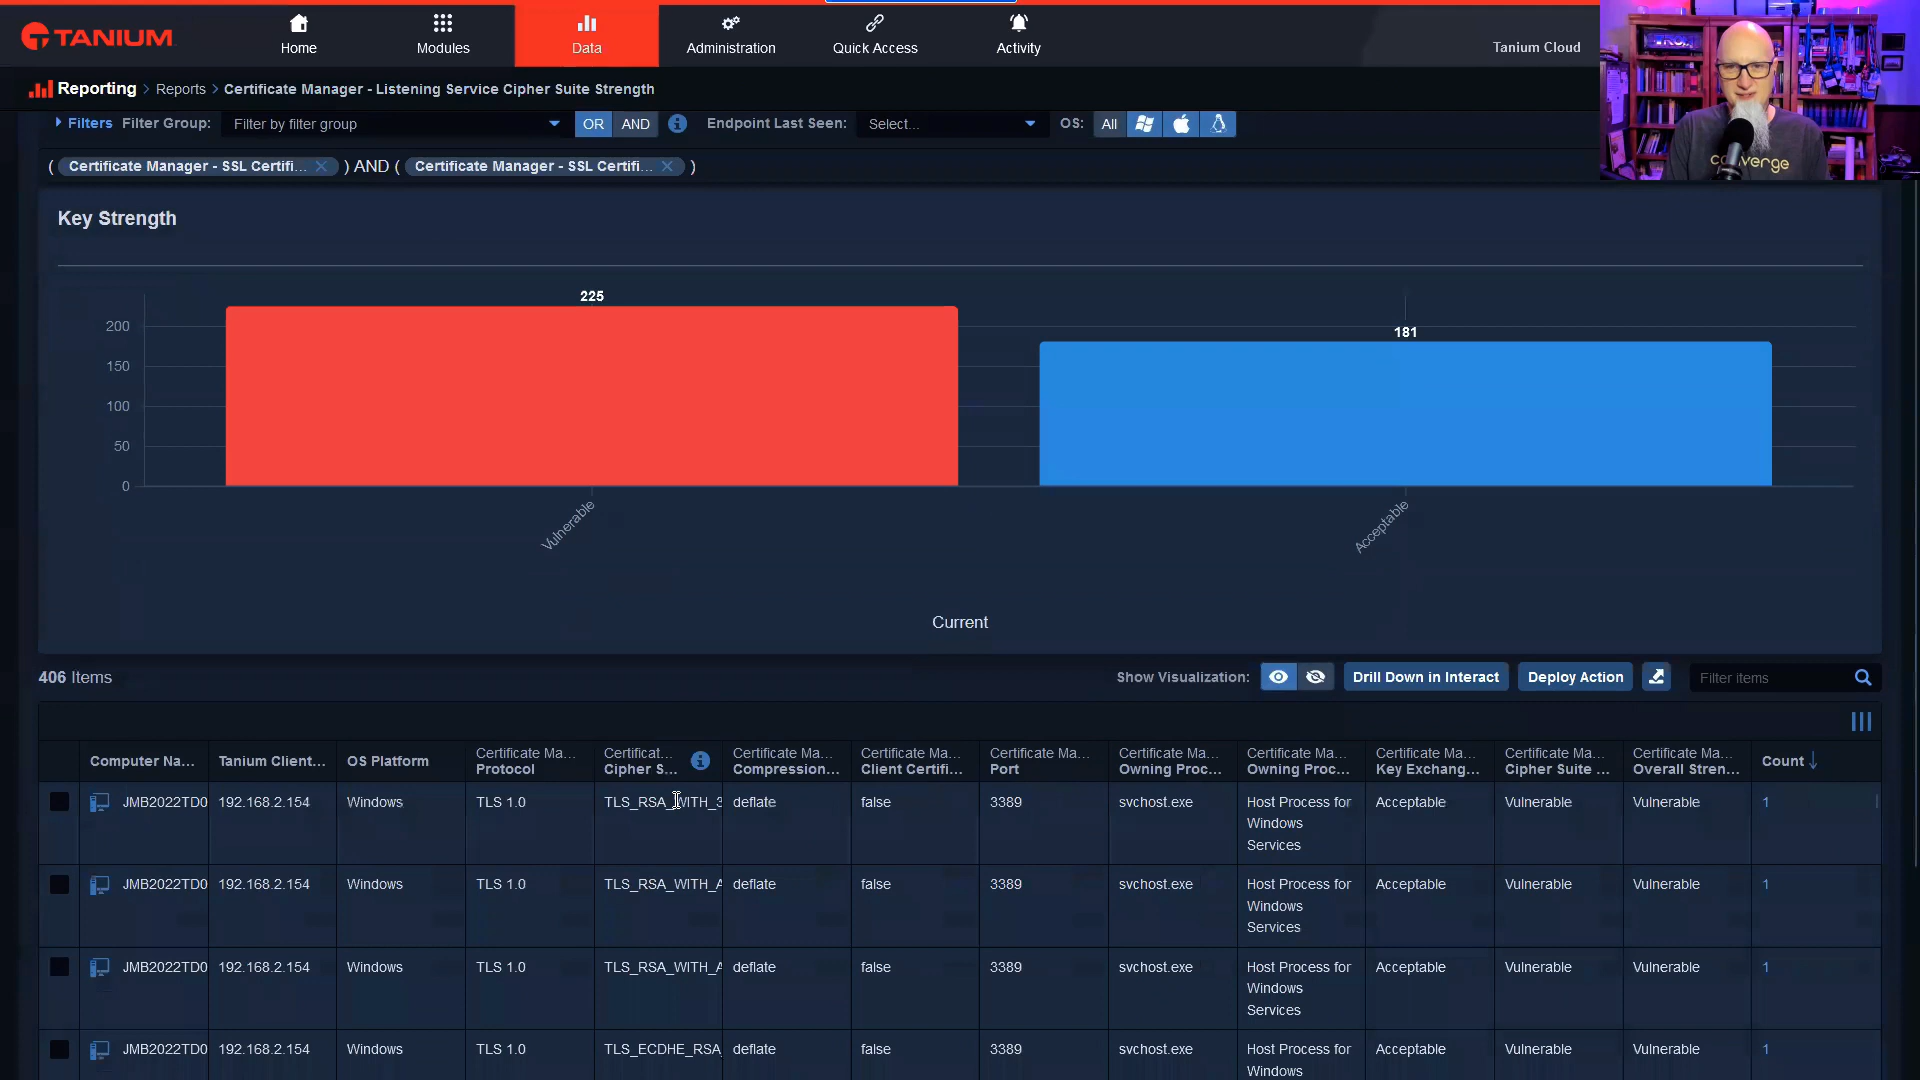 TANIUM
Home
Modules
Data
Administration
Quick Access
Activity
Tanium Cloud
Reporting > Reports > Certificate Manager - Listening Service Cipher Suite Strength
Filters Filter Group: Filter by filter group OR AND Endpoint Last Seen: Select... OS: All
( Certificate Manager - SSL Certifi... ) AND ( Certificate Manager - SSL Certifi... )
converge
Key Strength
225
181
200
150
100
50
0
Vulnerable
Acceptable
Current
406 Items
Show Visualization: Drill Down in Interact Deploy Action Filter items
Computer Na... Tanium Client... OS Platform Certificate Ma... Protocol Certificat... Cipher S... Certificate Ma... Compression... Certificate Ma... Client Certifi... Certificate Ma... Port Certificate Ma... Owning Proc... Certificate Ma... Owning Proc... Certificate Ma... Key Exchang... Certificate Ma... Cipher Suite ... Certificate Ma... Overall Stren... Count
JMB2022TD0 192.168.2.154 Windows TLS 1.0 TLS_RSA_WITH_3 deflate false 3389 svchost.exe Host Process for Windows Services Acceptable Vulnerable Vulnerable 1
JMB2022TD0 192.168.2.154 Windows TLS 1.0 TLS_RSA_WITH_A deflate false 3389 svchost.exe Host Process for Windows Services Acceptable Vulnerable Vulnerable 1
JMB2022TD0 192.168.2.154 Windows TLS 1.0 TLS_RSA_WITH_A deflate false 3389 svchost.exe Host Process for Windows Services Acceptable Vulnerable Vulnerable 1
JMB2022TD0 192.168.2.154 Windows TLS 1.0 TLS_ECDHE_RSA_ deflate false 3389 svchost.exe Host Process for Windows Acceptable Vulnerable Vulnerable 1